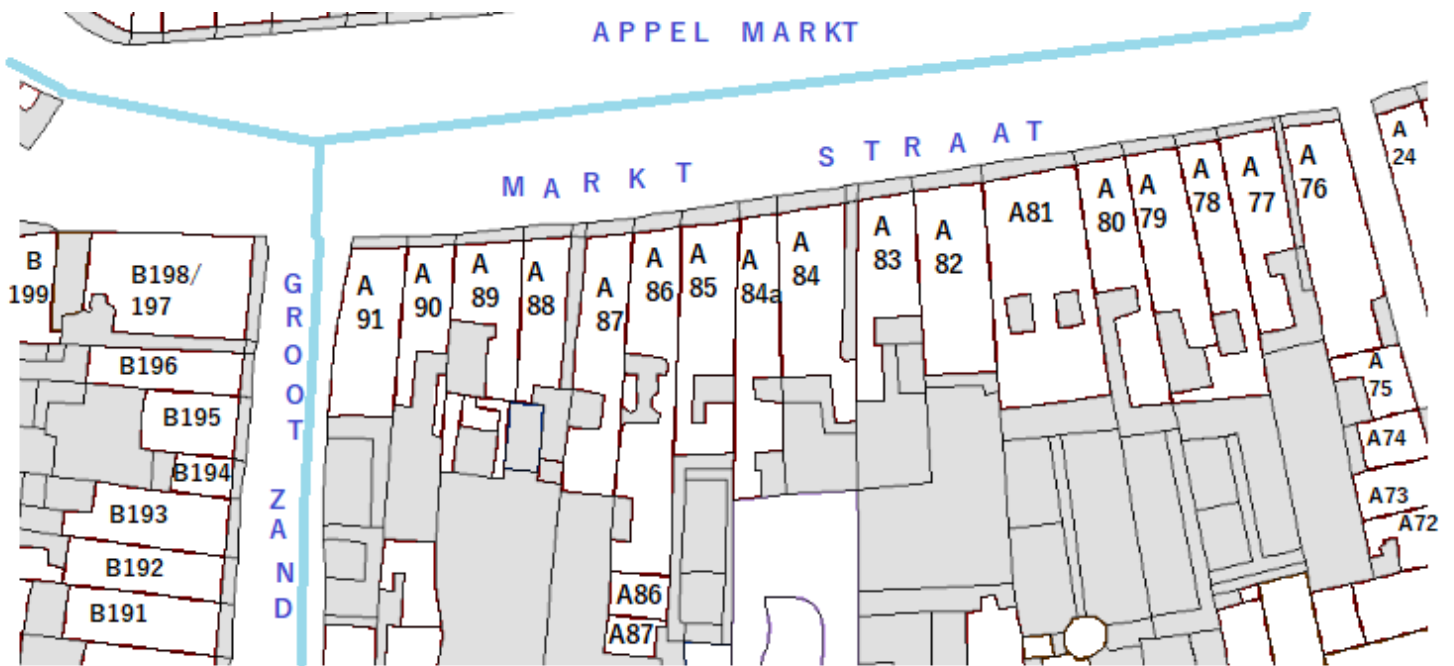 APPEL MARKT
MARKT STRAAT
GROOT ZAND
A
24
A
76
A
77
A
78
A
79
A
80
A81
A
82
A
83
A
84
A
84a
A
85
A
86
A
87
A
88
A
89
A
90
A
91
B
199
B198/
197
B196
B195
B194
B193
B192
B191
A
75
A74
A73
A72
A86
A87